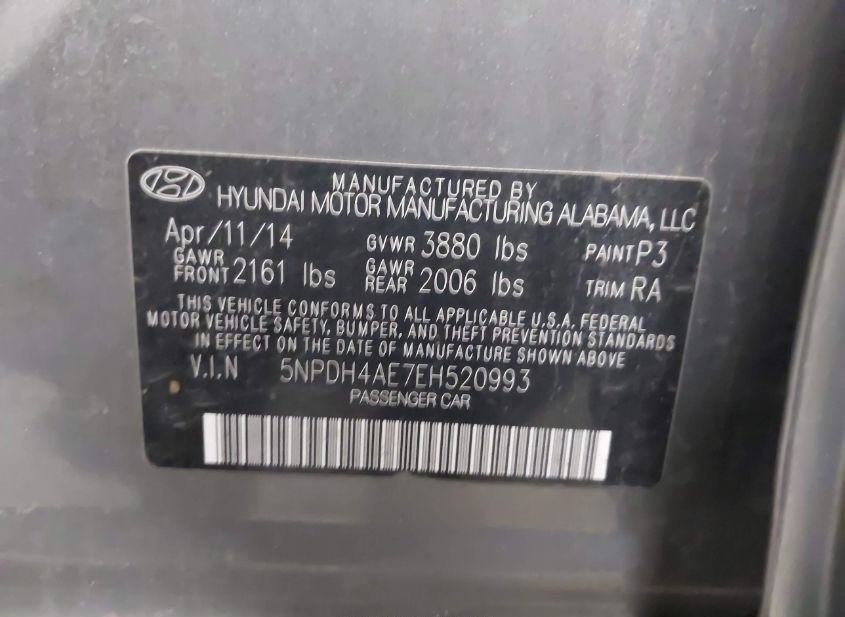 MANUFACTURED BY
HYUNDAI MOTOR MANUFACTURING ALABAMA, LLC
Apr/11/14 GVWR 3880 lbs PAINT P3
GAWR FRONT 2161 lbs GAWR REAR 2006 lbs TRIM RA
THIS VEHICLE CONFORMS TO ALL APPLICABLE U.S.A. FEDERAL
MOTOR VEHICLE SAFETY, BUMPER, AND THEFT PREVENTION STANDARDS
IN EFFECT ON THE DATE OF MANUFACTURE SHOWN ABOVE
V.I.N 5NPDH4AE7EH520993
PASSENGER CAR